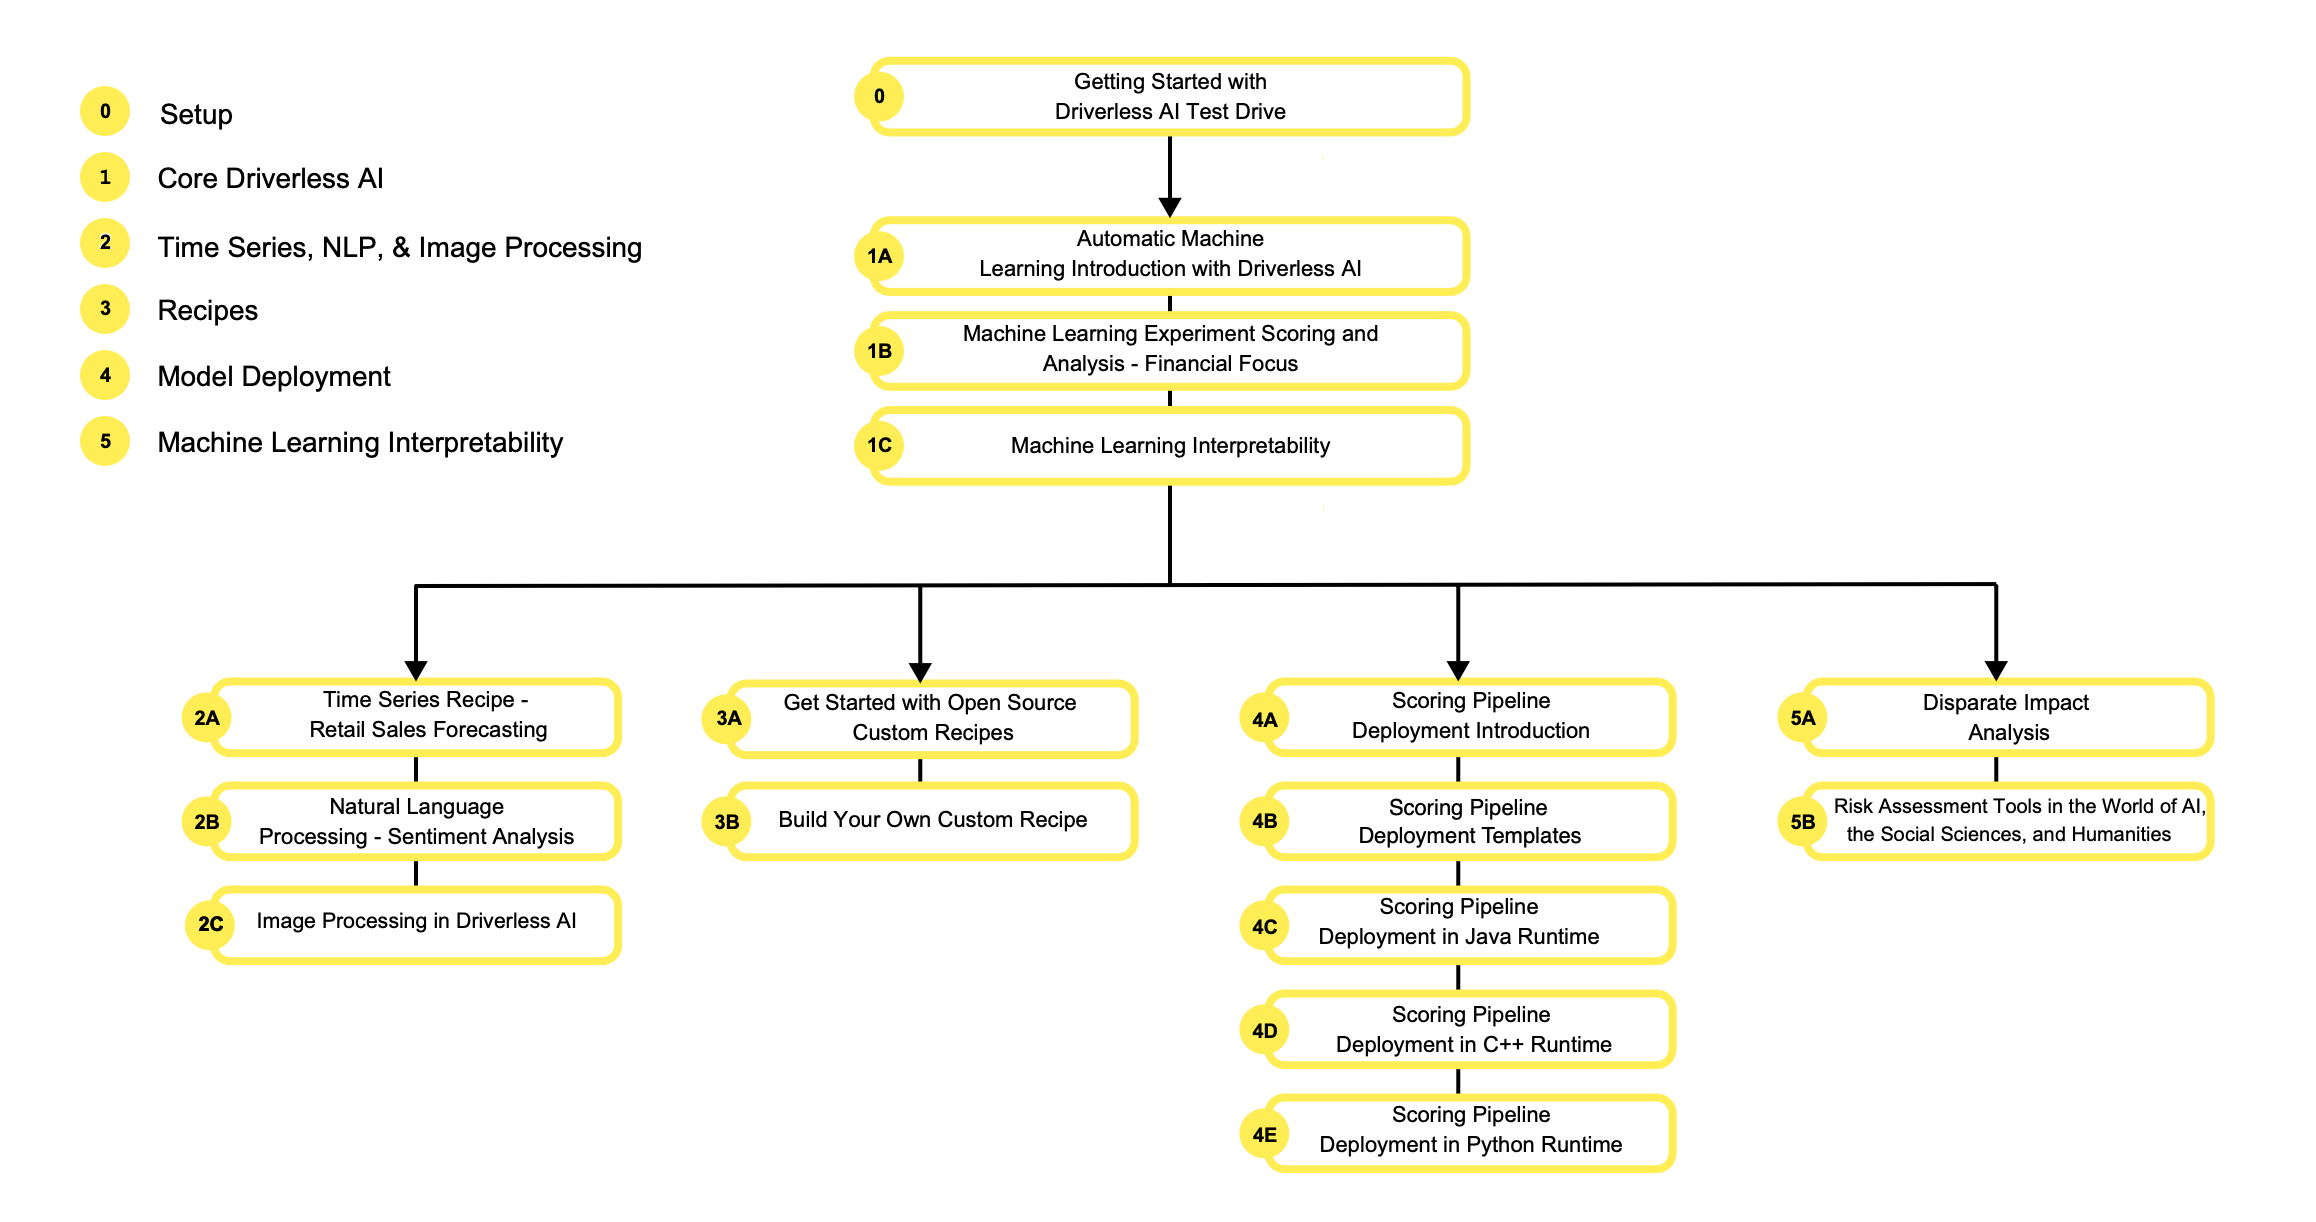 0
Setup
1
Core Driverless AI
2
Time Series, NLP, & Image Processing
3
Recipes
4
Model Deployment
5
Machine Learning Interpretability
0
Getting Started with
Driverless AI Test Drive
1A
Automatic Machine
Learning Introduction with Driverless AI
1B
Machine Learning Experiment Scoring and
Analysis - Financial Focus
1C
Machine Learning Interpretability
2A
Time Series Recipe -
Retail Sales Forecasting
2B
Natural Language
Processing - Sentiment Analysis
2C
Image Processing in Driverless AI
3A
Get Started with Open Source
Custom Recipes
3B
Build Your Own Custom Recipe
4A
Scoring Pipeline
Deployment Introduction
4B
Scoring Pipeline
Deployment Templates
4C
Scoring Pipeline
Deployment in Java Runtime
4D
Scoring Pipeline
Deployment in C++ Runtime
4E
Scoring Pipeline
Deployment in Python Runtime
5A
Disparate Impact
Analysis
5B
Risk Assessment Tools in the World of AI,
the Social Sciences, and Humanities